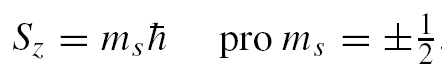 S_z = m_s ħ pro m_s = ± 1/2.